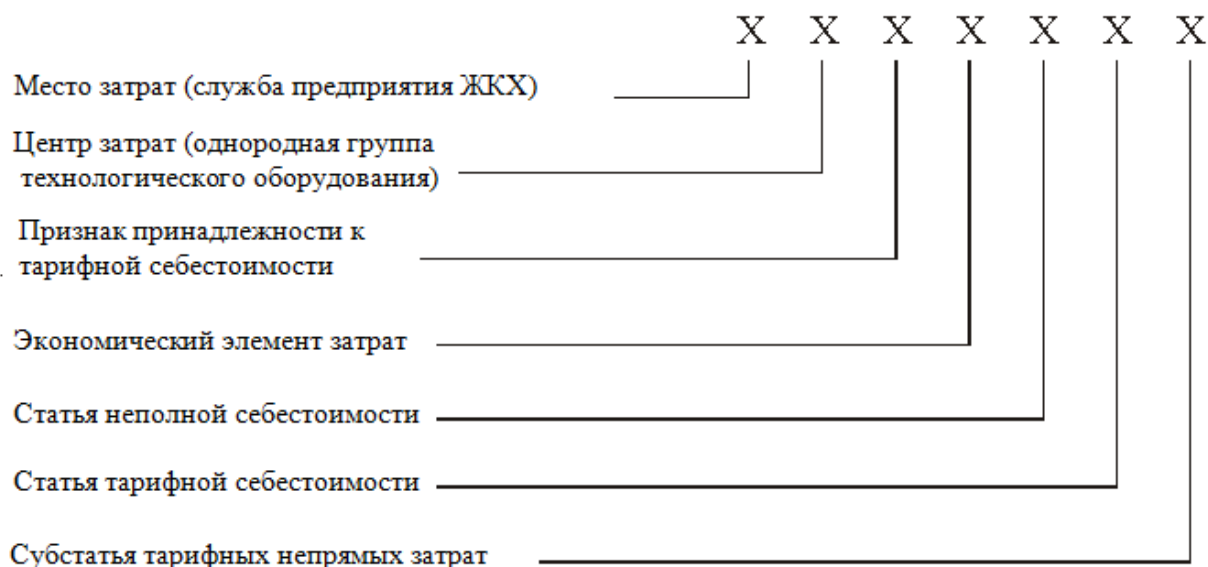 X X X X X X X
Место затрат (служба предприятия ЖКХ)
Центр затрат (однородная группа
технологического оборудования)
Признак принадлежности к
тарифной себестоимости
Экономический элемент затрат
Статья неполной себестоимости
Статья тарифной себестоимости
Субстатья тарифных непрямых затрат